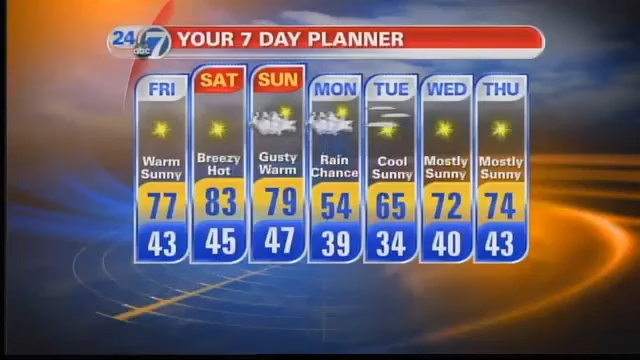 24 abc 7 YOUR 7 DAY PLANNER
FRI SAT SUN MON TUE WED THU
Warm Breezy Gusty Rain Cool Mostly Mostly
Sunny Hot Warm Chance Sunny Sunny Sunny
77 83 79 54 65 72 74
43 45 47 39 34 40 43